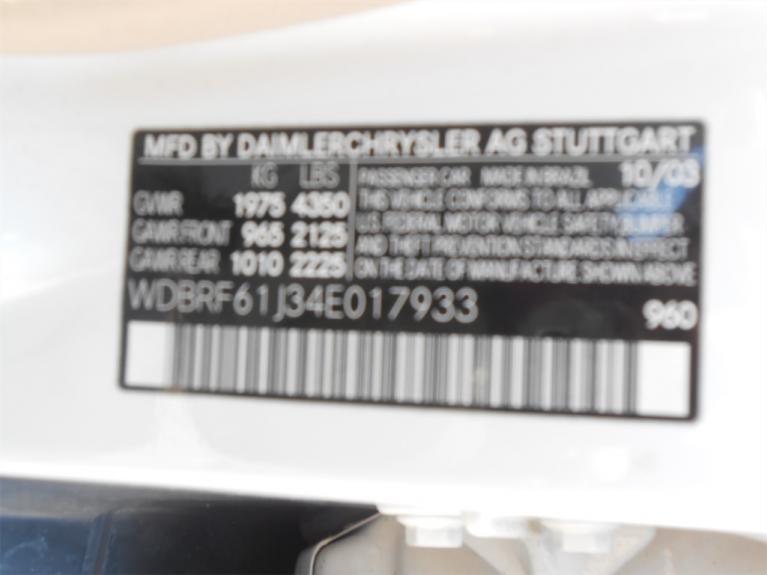 MFD BY DAIMLERCHRYSLER AG STUTTGART
KG LBS
GVWR 1975 4350
GAWR FRONT 965 2125
GAWR REAR 1010 2225
PASSENGER CAR MADE IN BRAZIL 10/03
THIS VEHICLE CONFORMS TO ALL APPLICABLE
U.S. FEDERAL MOTOR VEHICLE SAFETY BUMPER
AND THEFT PREVENTION STANDARDS IN EFFECT
ON THE DATE OF MANUFACTURE SHOWN ABOVE
WDBRF61J34E017933
960